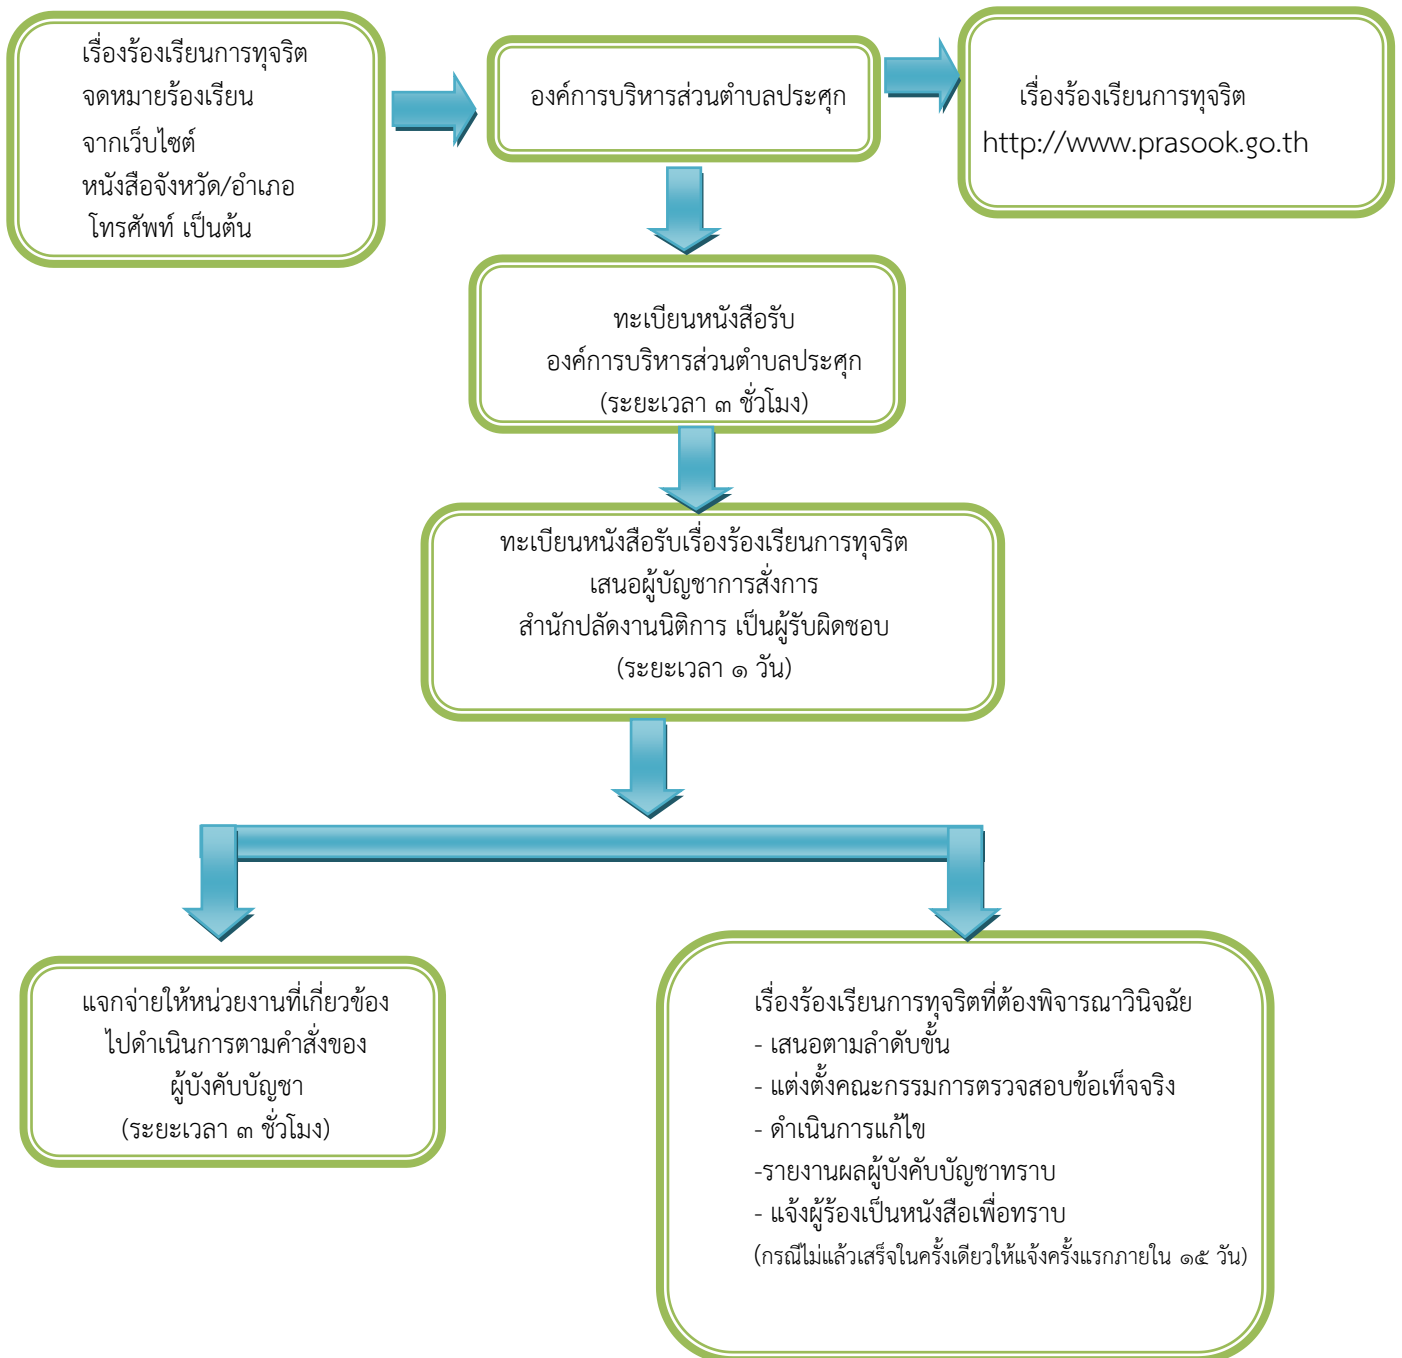 เรื่องร้องเรียนการทุจริต
จดหมายร้องเรียน
จากเว็บไซต์
หนังสือจังหวัด/อำเภอ
โทรศัพท์ เป็นต้น
องค์การบริหารส่วนตำบลประศุก
เรื่องร้องเรียนการทุจริต
http://www.prasook.go.th
ทะเบียนหนังสือรับ
องค์การบริหารส่วนตำบลประศุก
(ระยะเวลา ๓ ชั่วโมง)
ทะเบียนหนังสือรับเรื่องร้องเรียนการทุจริต
เสนอผู้บัญชาการสั่งการ
สำนักปลัดงานนิติการ เป็นผู้รับผิดชอบ
(ระยะเวลา ๑ วัน)
แจกจ่ายให้หน่วยงานที่เกี่ยวข้อง
ไปดำเนินการตามคำสั่งของ
ผู้บังคับบัญชา
(ระยะเวลา ๓ ชั่วโมง)
เรื่องร้องเรียนการทุจริตที่ต้องพิจารณาวินิจฉัย
- เสนอตามลำดับขั้น
- แต่งตั้งคณะกรรมการตรวจสอบข้อเท็จจริง
- ดำเนินการแก้ไข
-รายงานผลผู้บังคับบัญชาทราบ
- แจ้งผู้ร้องเป็นหนังสือเพื่อทราบ
(กรณีไม่แล้วเสร็จในครั้งเดียวให้แจ้งครั้งแรกภายใน ๑๕ วัน)